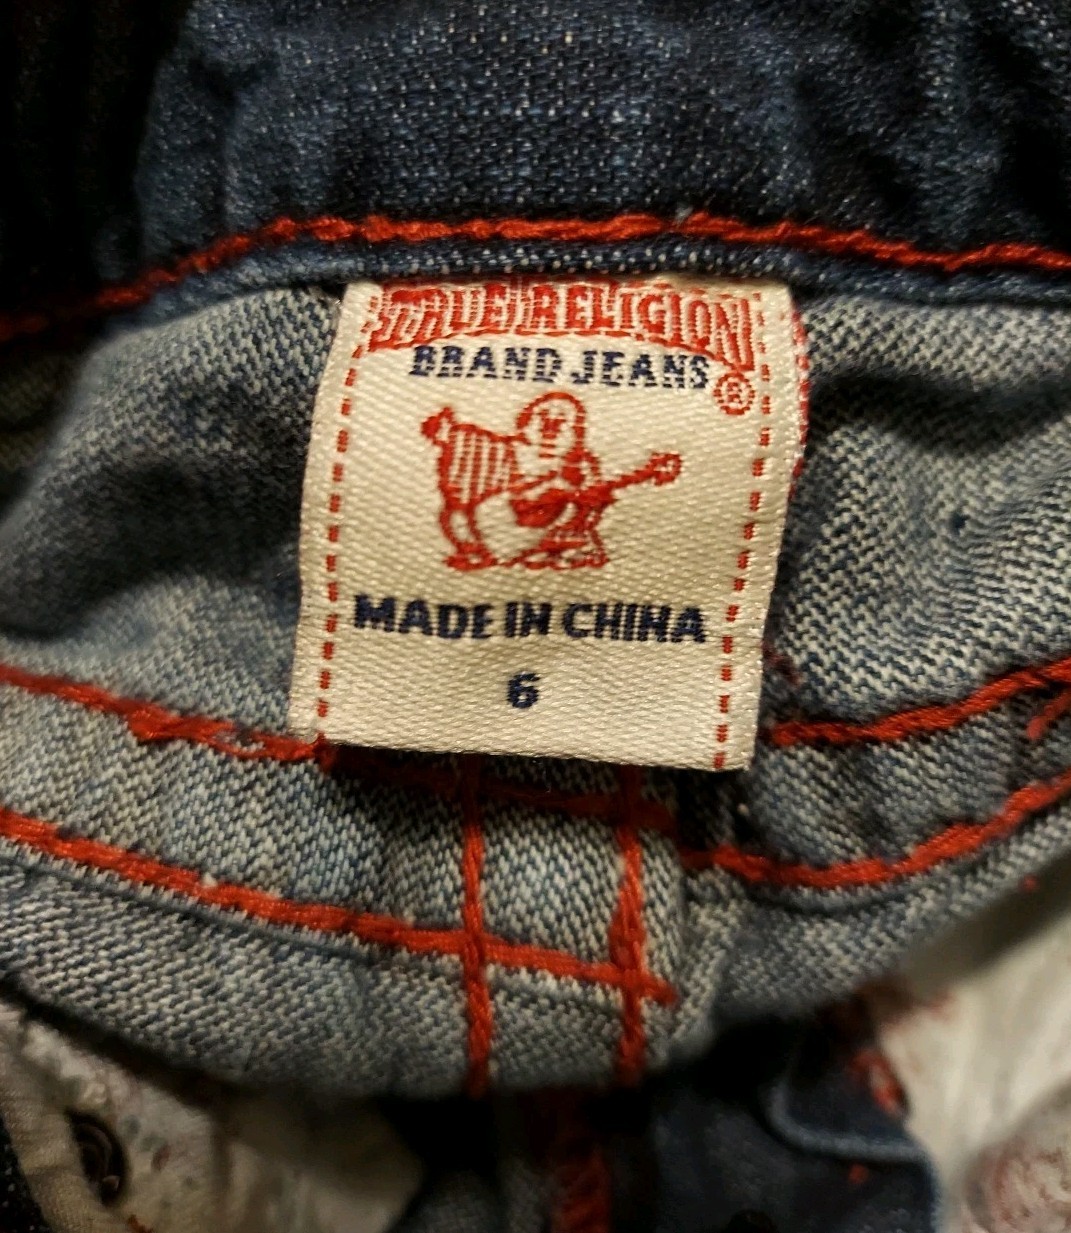 TRUE RELIGION
BRAND JEANS
®
MADE IN CHINA
6